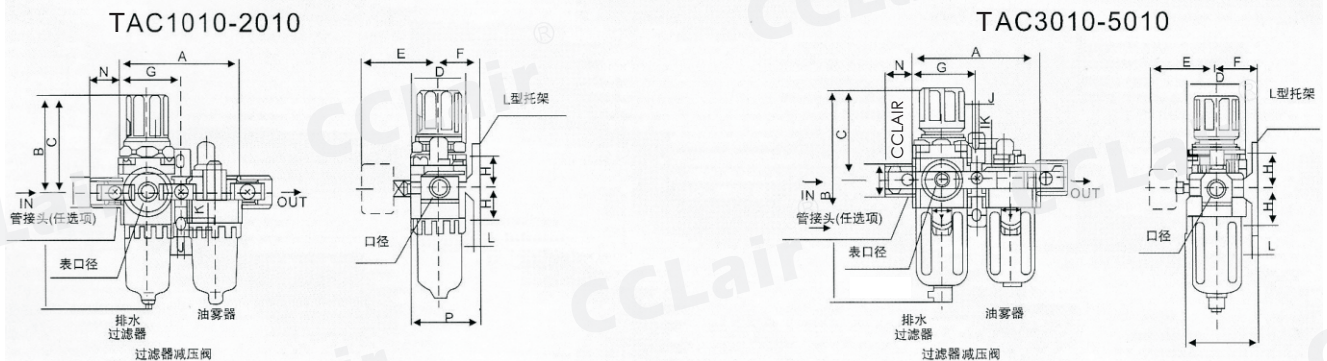 TAC1010-2010
A
N
G
B
C
IN
OUT
管接头(任选项)
K
J
表口径
排水
过滤器
油雾器
过滤器减压阀
E
F
D
L型托架
H
H
口径
L
P
TAC3010-5010
A
N
G
J
IK
C
CCLAIR
IN
B
OUT
管接头(任选项)
表口径
排水
过滤器
油雾器
过滤器减压阀
E
F
D
L型托架
H
H
口径
L
CCLair
®
CCLair